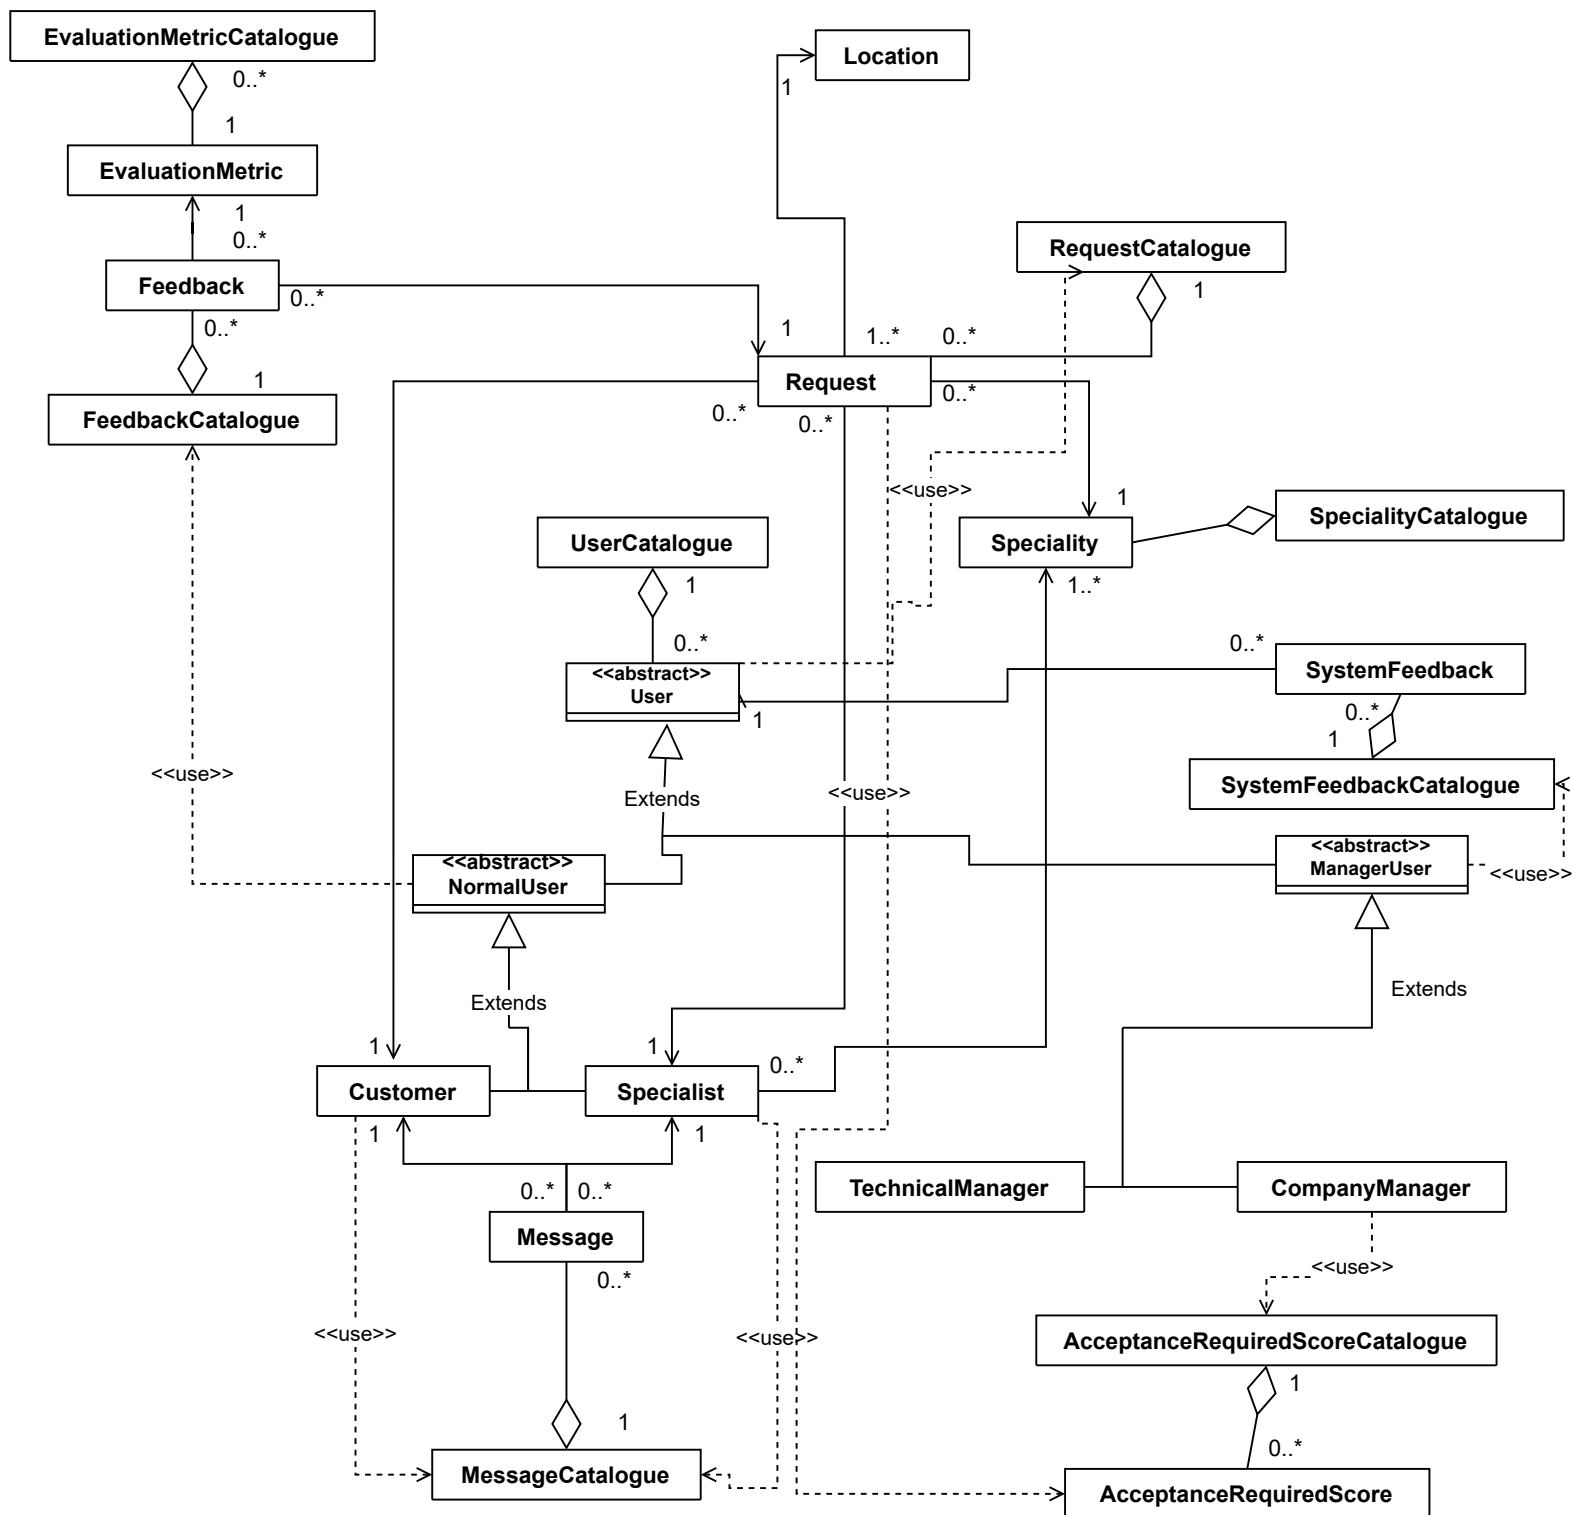 EvaluationMetricCatalogue
0..*
1
EvaluationMetric
1
0..*
Feedback
0..*
0..*
1
FeedbackCatalogue
Location
1
RequestCatalogue
1
1
1..*
0..*
Request
0..*
0..*
0..*
<<use>>
1
Speciality
1..*
SpecialityCatalogue
UserCatalogue
1
0..*
<<abstract>>
User
1
0..*
SystemFeedback
0..*
1
SystemFeedbackCatalogue
<<use>>
Extends
<<use>>
<<abstract>>
NormalUser
<<abstract>>
ManagerUser
<<use>>
Extends
Extends
1
1
0..*
Customer
Specialist
1
1
0..*
0..*
Message
0..*
TechnicalManager
CompanyManager
<<use>>
<<use>>
<<use>>
AcceptanceRequiredScoreCatalogue
1
0..*
AcceptanceRequiredScore
1
MessageCatalogue